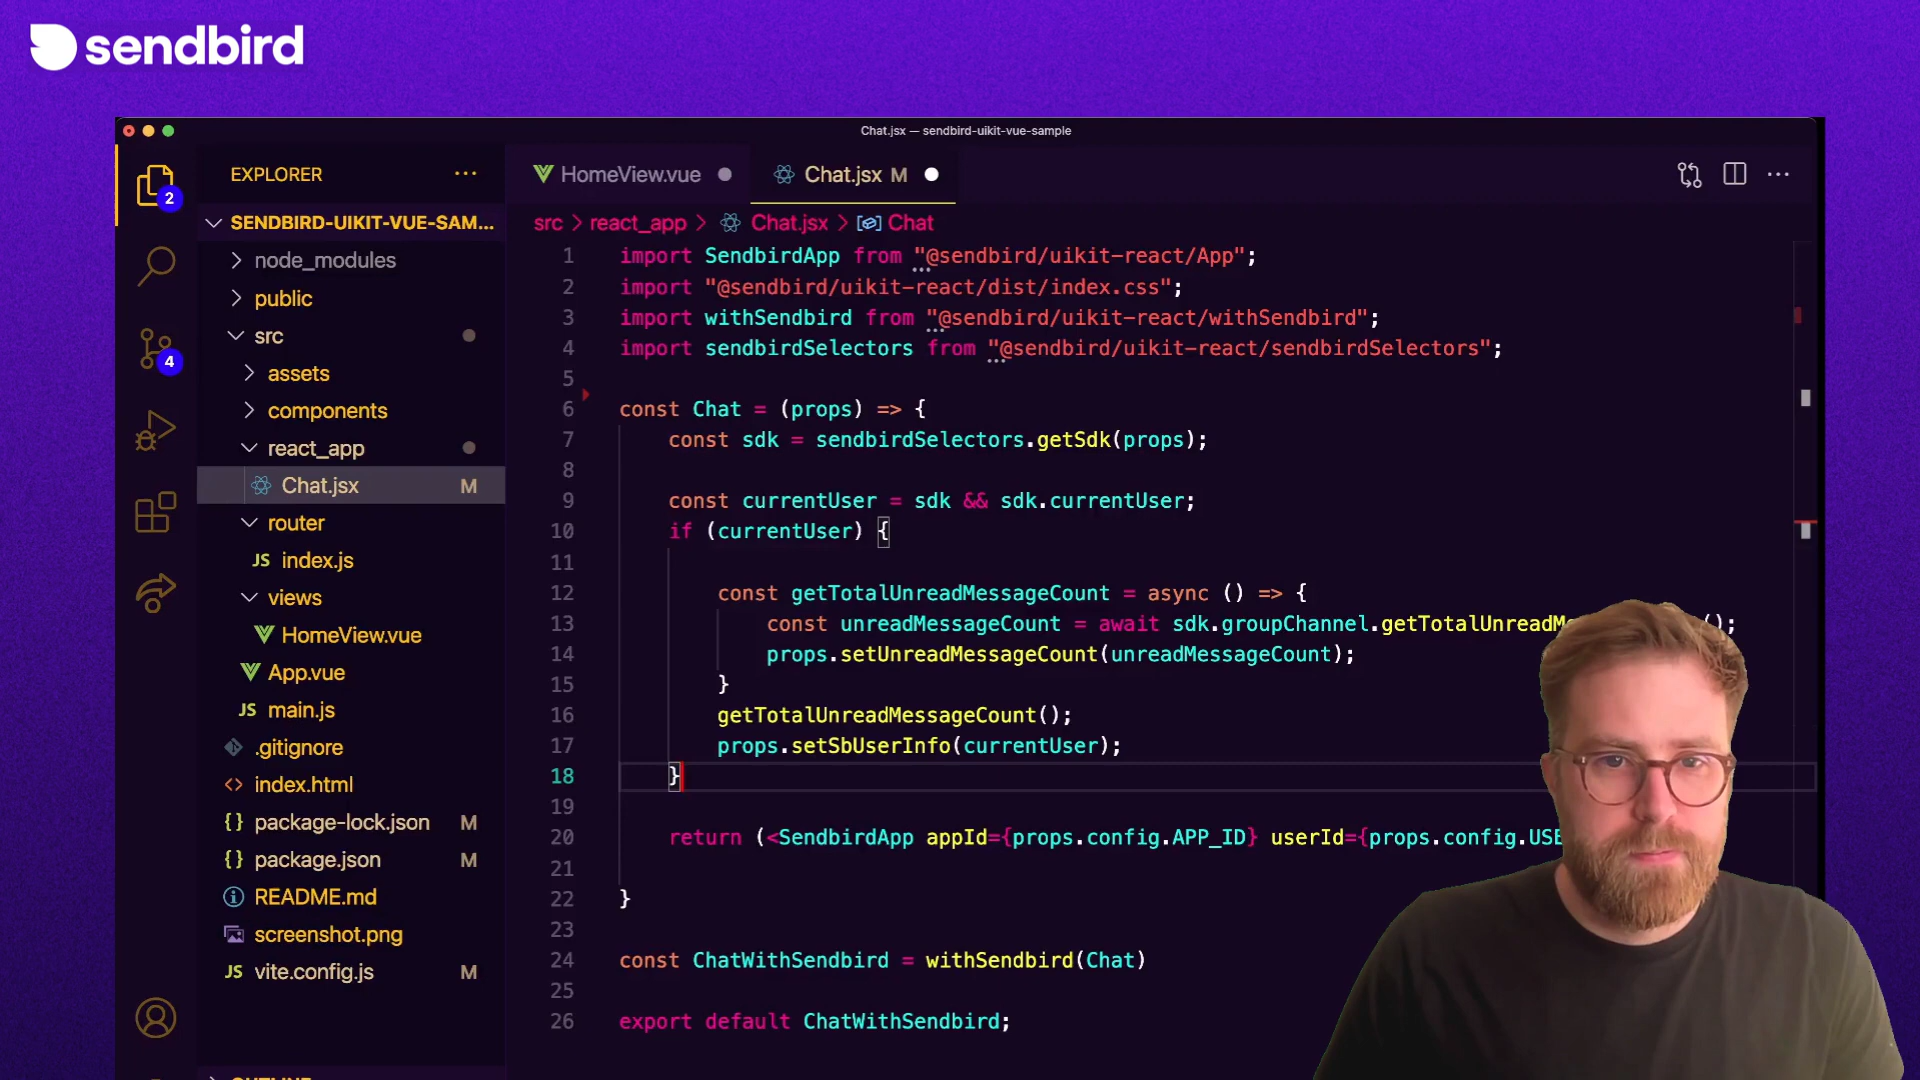 sendbird
Chat.jsx — sendbird-uikit-vue-sample
EXPLORER
HomeView.vue
Chat.jsx M
2
SENDBIRD-UIKIT-VUE-SAM...
src > react_app > Chat.jsx > Chat
node_modules
public
src
4
assets
components
react_app
Chat.jsx M
router
JS index.js
views
HomeView.vue
App.vue
JS main.js
.gitignore
<> index.html
{} package-lock.json M
{} package.json M
README.md
screenshot.png
JS vite.config.js M
1 import SendbirdApp from "@sendbird/uikit-react/App";
2 import "@sendbird/uikit-react/dist/index.css";
3 import withSendbird from "@sendbird/uikit-react/withSendbird";
4 import sendbirdSelectors from "@sendbird/uikit-react/sendbirdSelectors";
5
6 const Chat = (props) => {
7 const sdk = sendbirdSelectors.getSdk(props);
8
9 const currentUser = sdk && sdk.currentUser;
10 if (currentUser) {
11
12 const getTotalUnreadMessageCount = async () => {
13 const unreadMessageCount = await sdk.groupChannel.getTotalUnreadM ();
14 props.setUnreadMessageCount(unreadMessageCount);
15 }
16 getTotalUnreadMessageCount();
17 props.setSbUserInfo(currentUser);
18 }
19
20 return (<SendbirdApp appId={props.config.APP_ID} userId={props.config.USE
21
22 }
23
24 const ChatWithSendbird = withSendbird(Chat)
25
26 export default ChatWithSendbird;